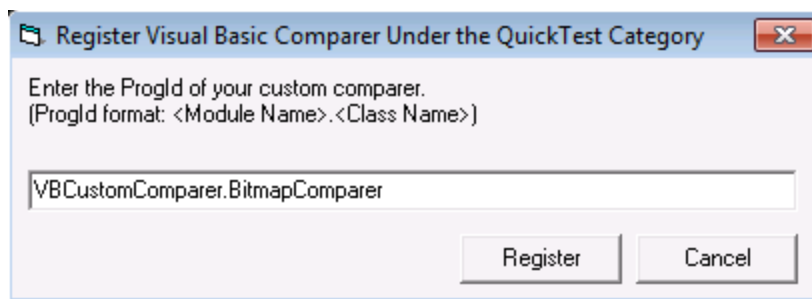 Register Visual Basic Comparer Under the QuickTest Category
Enter the ProgId of your custom comparer.
(ProgId format: <Module Name>.<Class Name>)
VBCustomComparer.BitmapComparer
Register Cancel